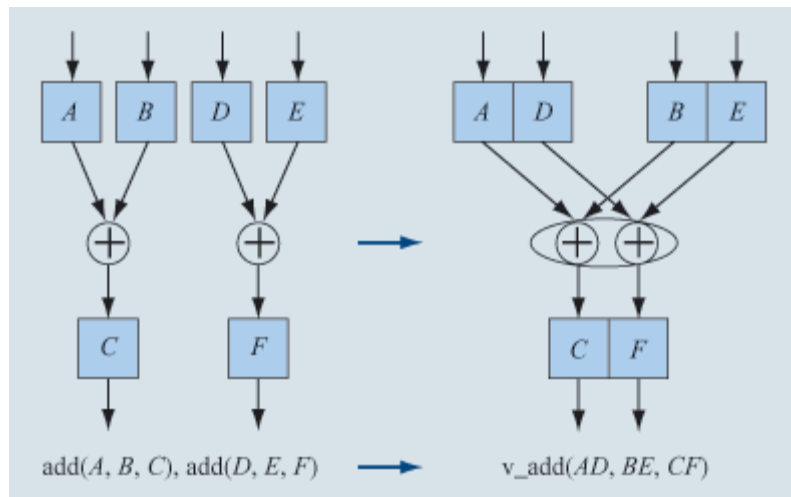 A B D E A D B E
+ + + +
C F C F
add(A, B, C), add(D, E, F) v_add(AD, BE, CF)